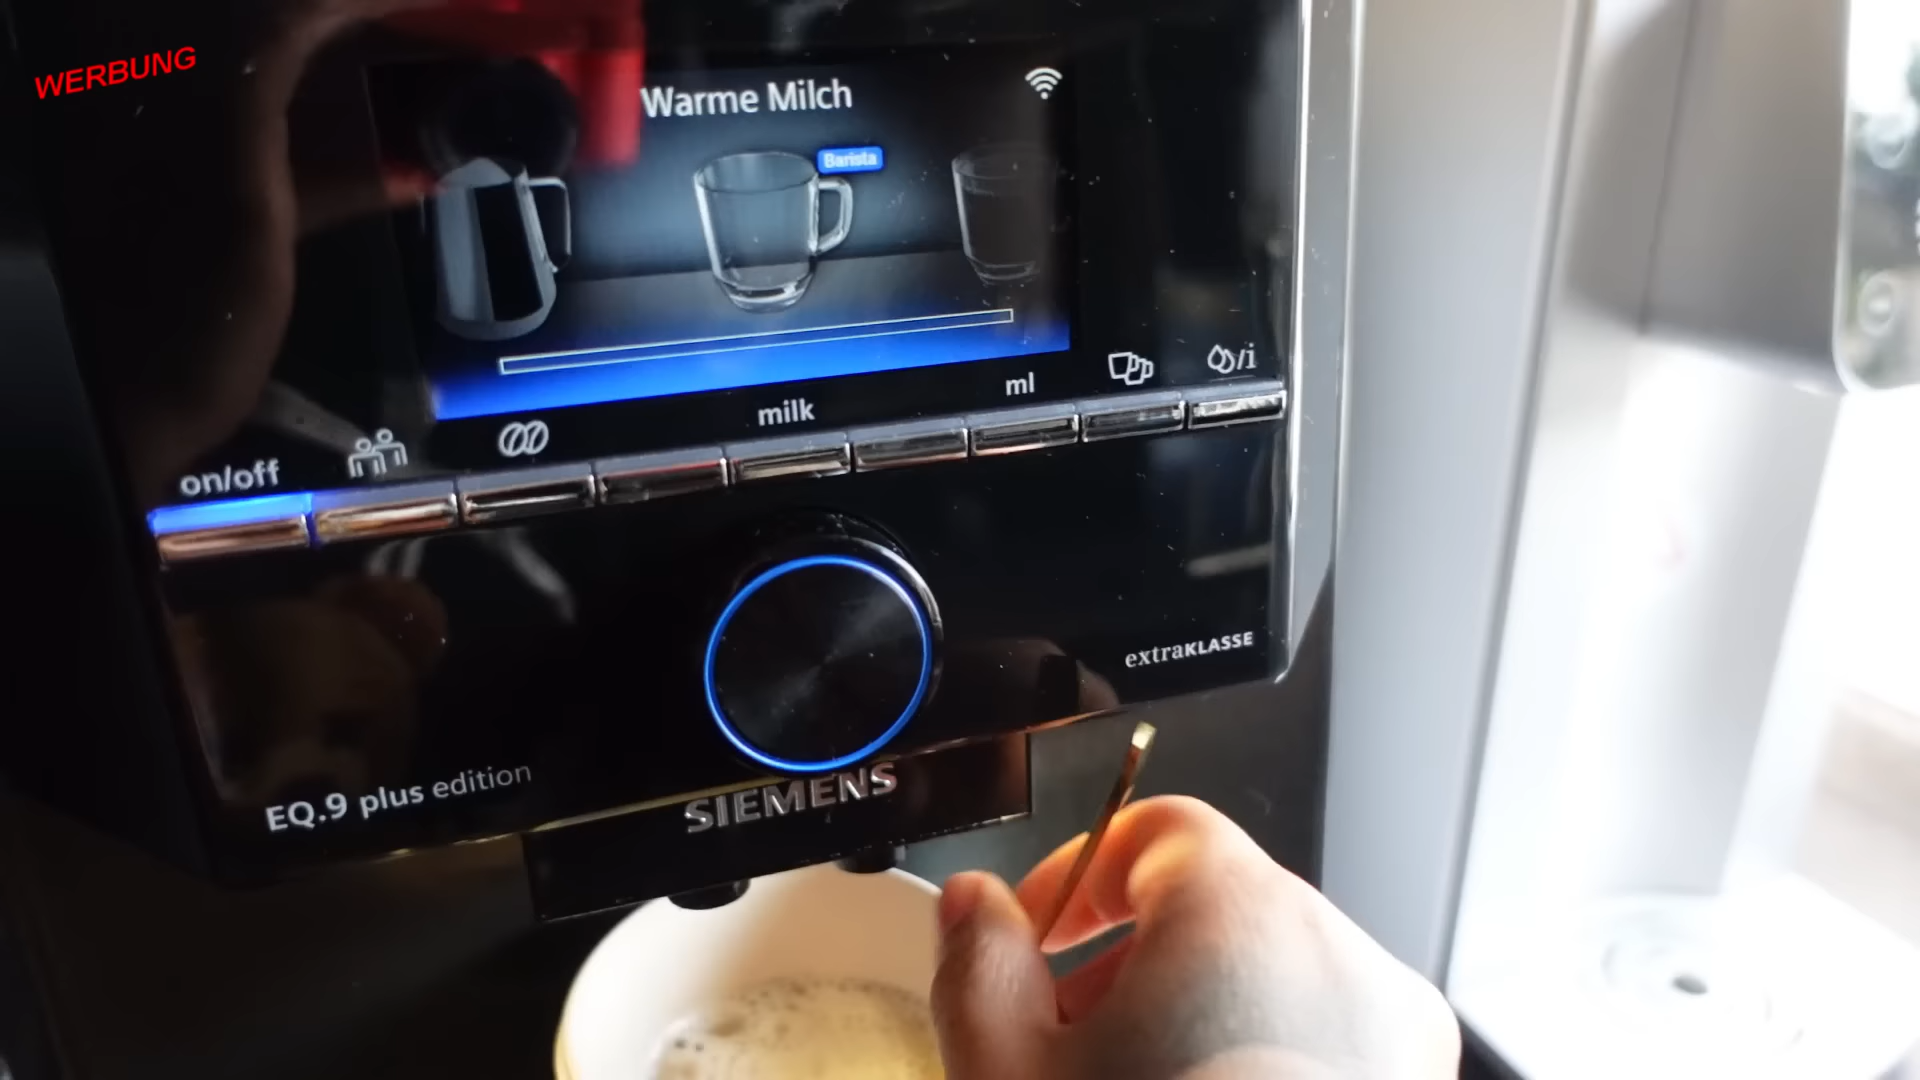 WERBUNG
Warme Milch
Barista
ml
i
milk
on/off
extraKLASSE
EQ.9 plus edition
SIEMENS